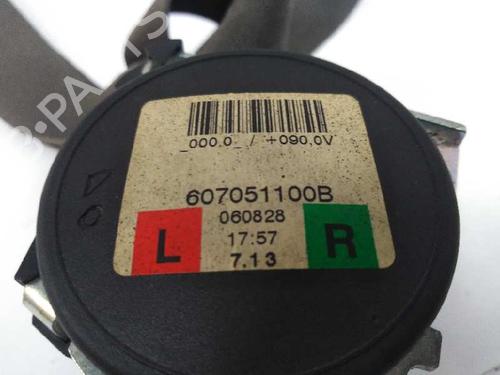 _000.0_ / +090,0V
607051100B
060828
L
17:57
R
7.13